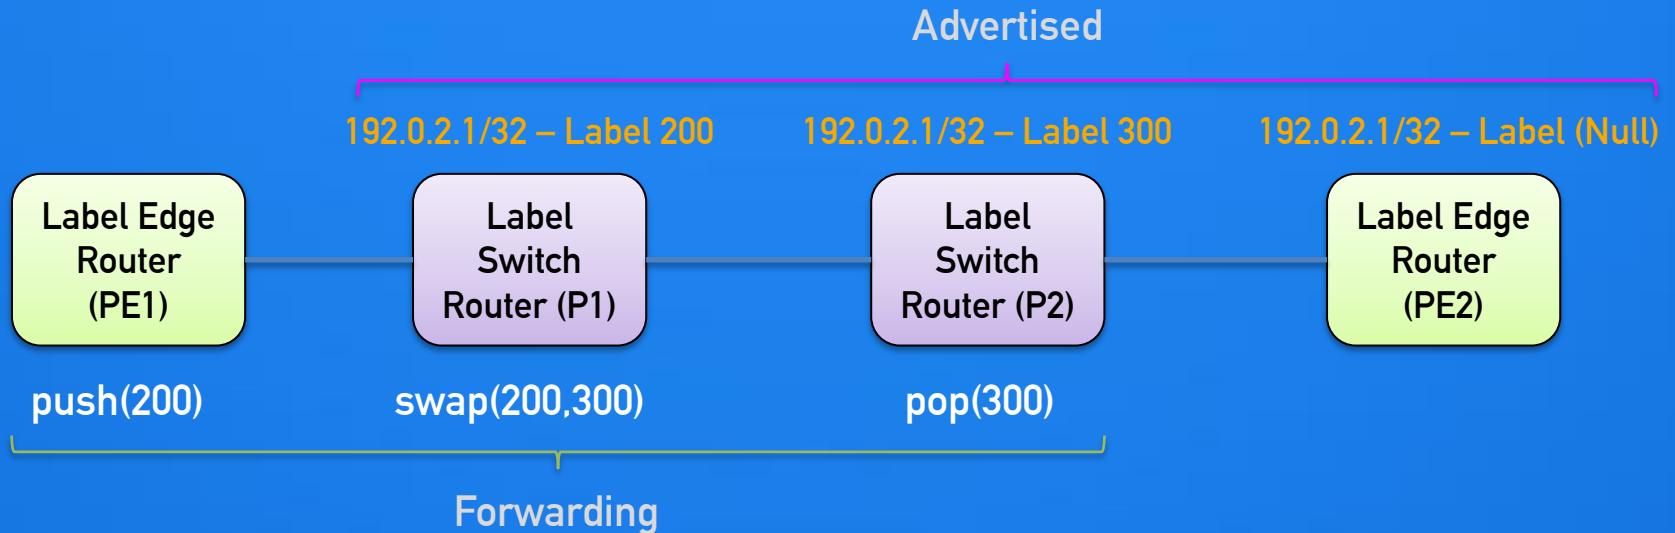 Advertised
192.0.2.1/32 – Label 200
192.0.2.1/32 – Label 300
192.0.2.1/32 – Label (Null)
Label Edge
Router
(PE1)
Label
Switch
Router (P1)
Label
Switch
Router (P2)
Label Edge
Router
(PE2)
push(200)
swap(200,300)
pop(300)
Forwarding